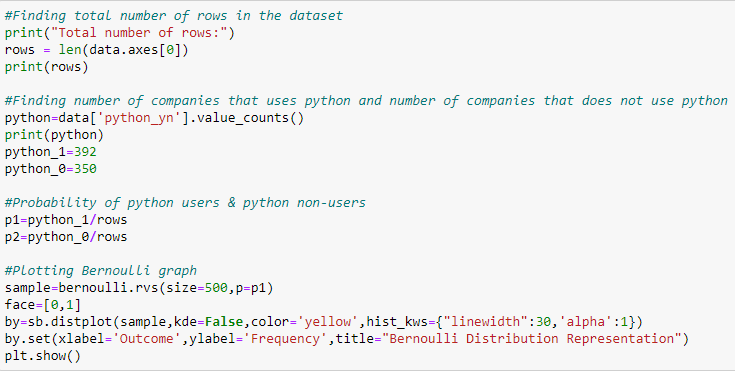 #Finding total number of rows in the dataset
print("Total number of rows:")
rows = len(data.axes[0])
print(rows)
#Finding number of companies that uses python and number of companies that does not use python
python=data['python_yn'].value_counts()
print(python)
python_1=392
python_0=350
#Probability of python users & python non-users
p1=python_1/rows
p2=python_0/rows
#Plotting Bernoulli graph
sample=bernoulli.rvs(size=500,p=p1)
face=[0,1]
by=sb.distplot(sample,kde=False,color='yellow',hist_kws={"linewidth":30,'alpha':1})
by.set(xlabel='Outcome',ylabel='Frequency',title="Bernoulli Distribution Representation")
plt.show()